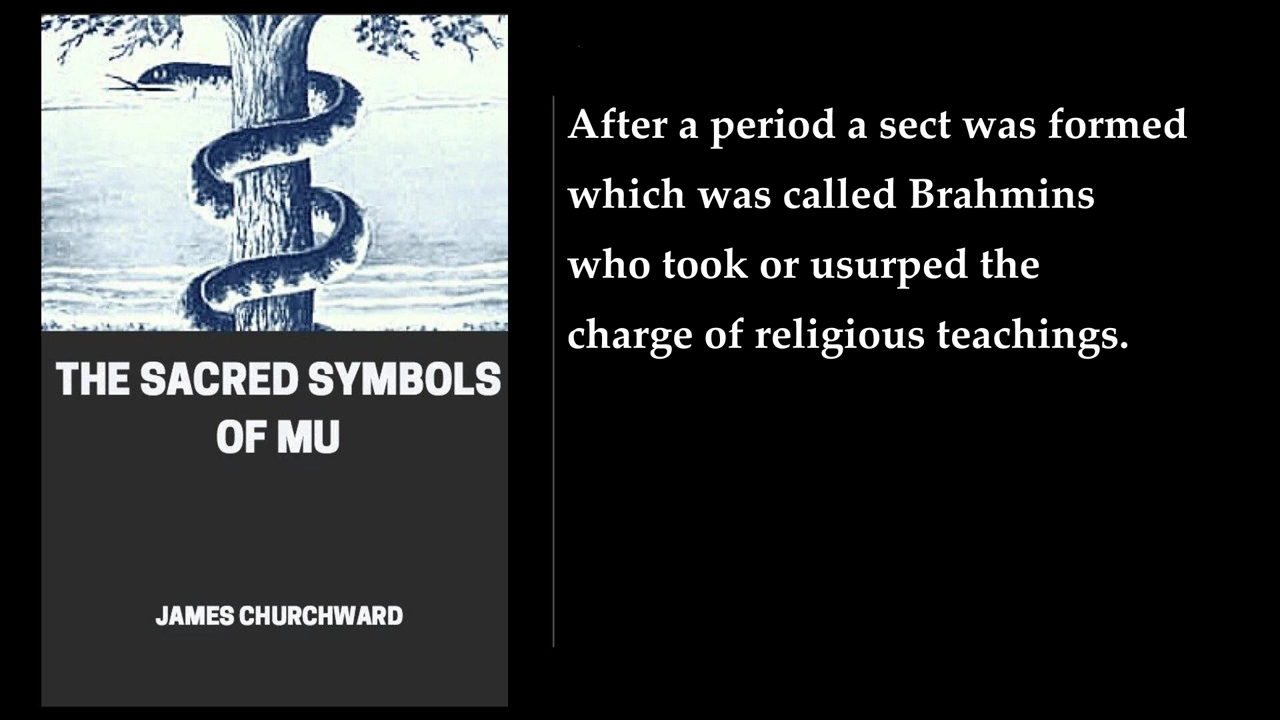 THE SACRED SYMBOLS
OF MU
JAMES CHURCHWARD
After a period a sect was formed
which was called Brahmins
who took or usurped the
charge of religious teachings.